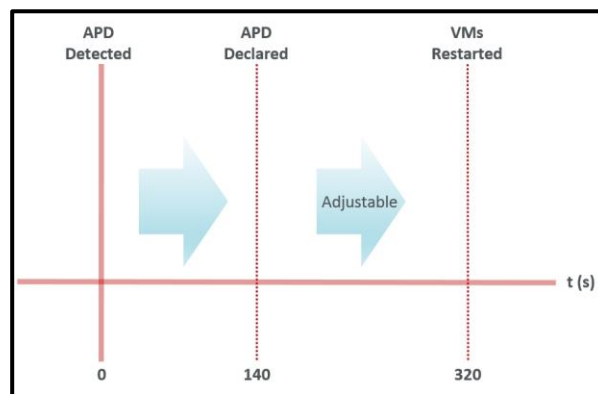 APD
Detected
APD
Declared
VMs
Restarted
Adjustable
t (s)
0
140
320